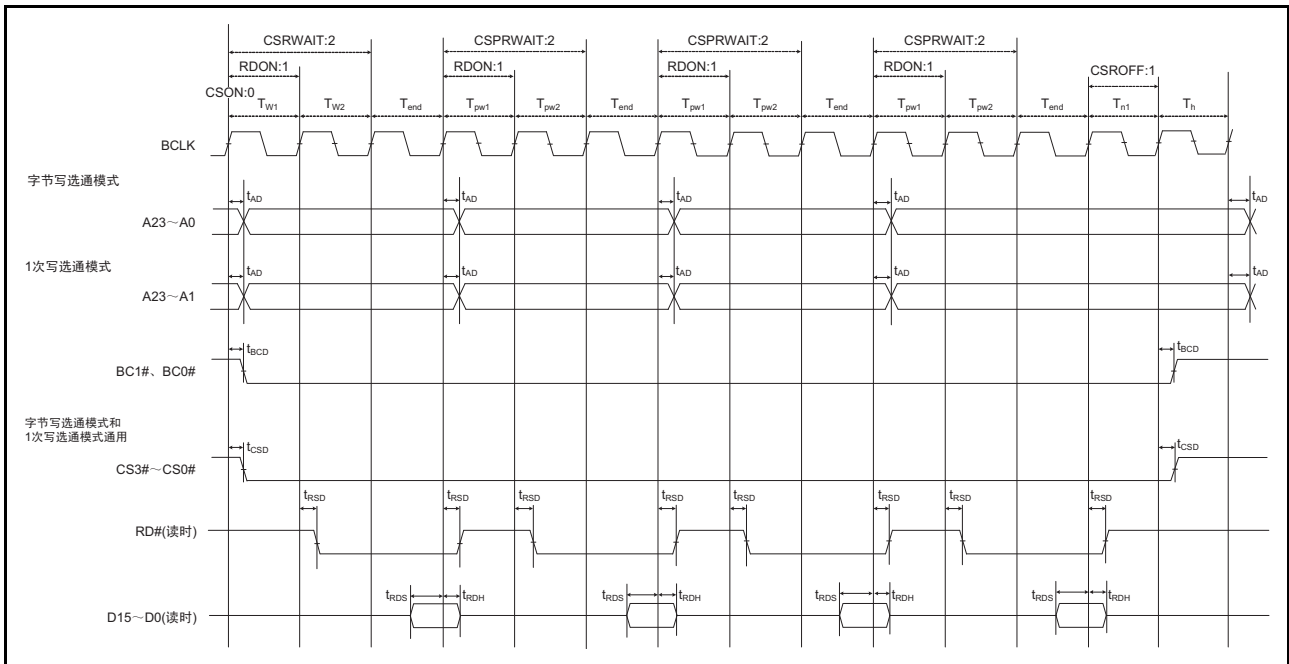 CSRWAIT:2 CSPRWAIT:2 CSPRWAIT:2 CSPRWAIT:2
RDON:1 RDON:1 RDON:1 RDON:1 CSROFF:1
CSON:0
TW1 TW2 Tend Tpw1 Tpw2 Tend Tpw1 Tpw2 Tend Tpw1 Tpw2 Tend Tn1 Th
BCLK
字节写选通模式
tAD tAD tAD tAD tAD
A23～A0
1次写选通模式
tAD tAD tAD tAD tAD
A23～A1
tBCD tBCD
BC1#、BC0#
字节写选通模式和
1次写选通模式通用
tCSD tCSD
CS3#～CS0#
tRSD tRSD tRSD tRSD tRSD tRSD tRSD tRSD
RD#(读时)
tRDS tRDH tRDS tRDH tRDS tRDH tRDS tRDH
D15～D0(读时)